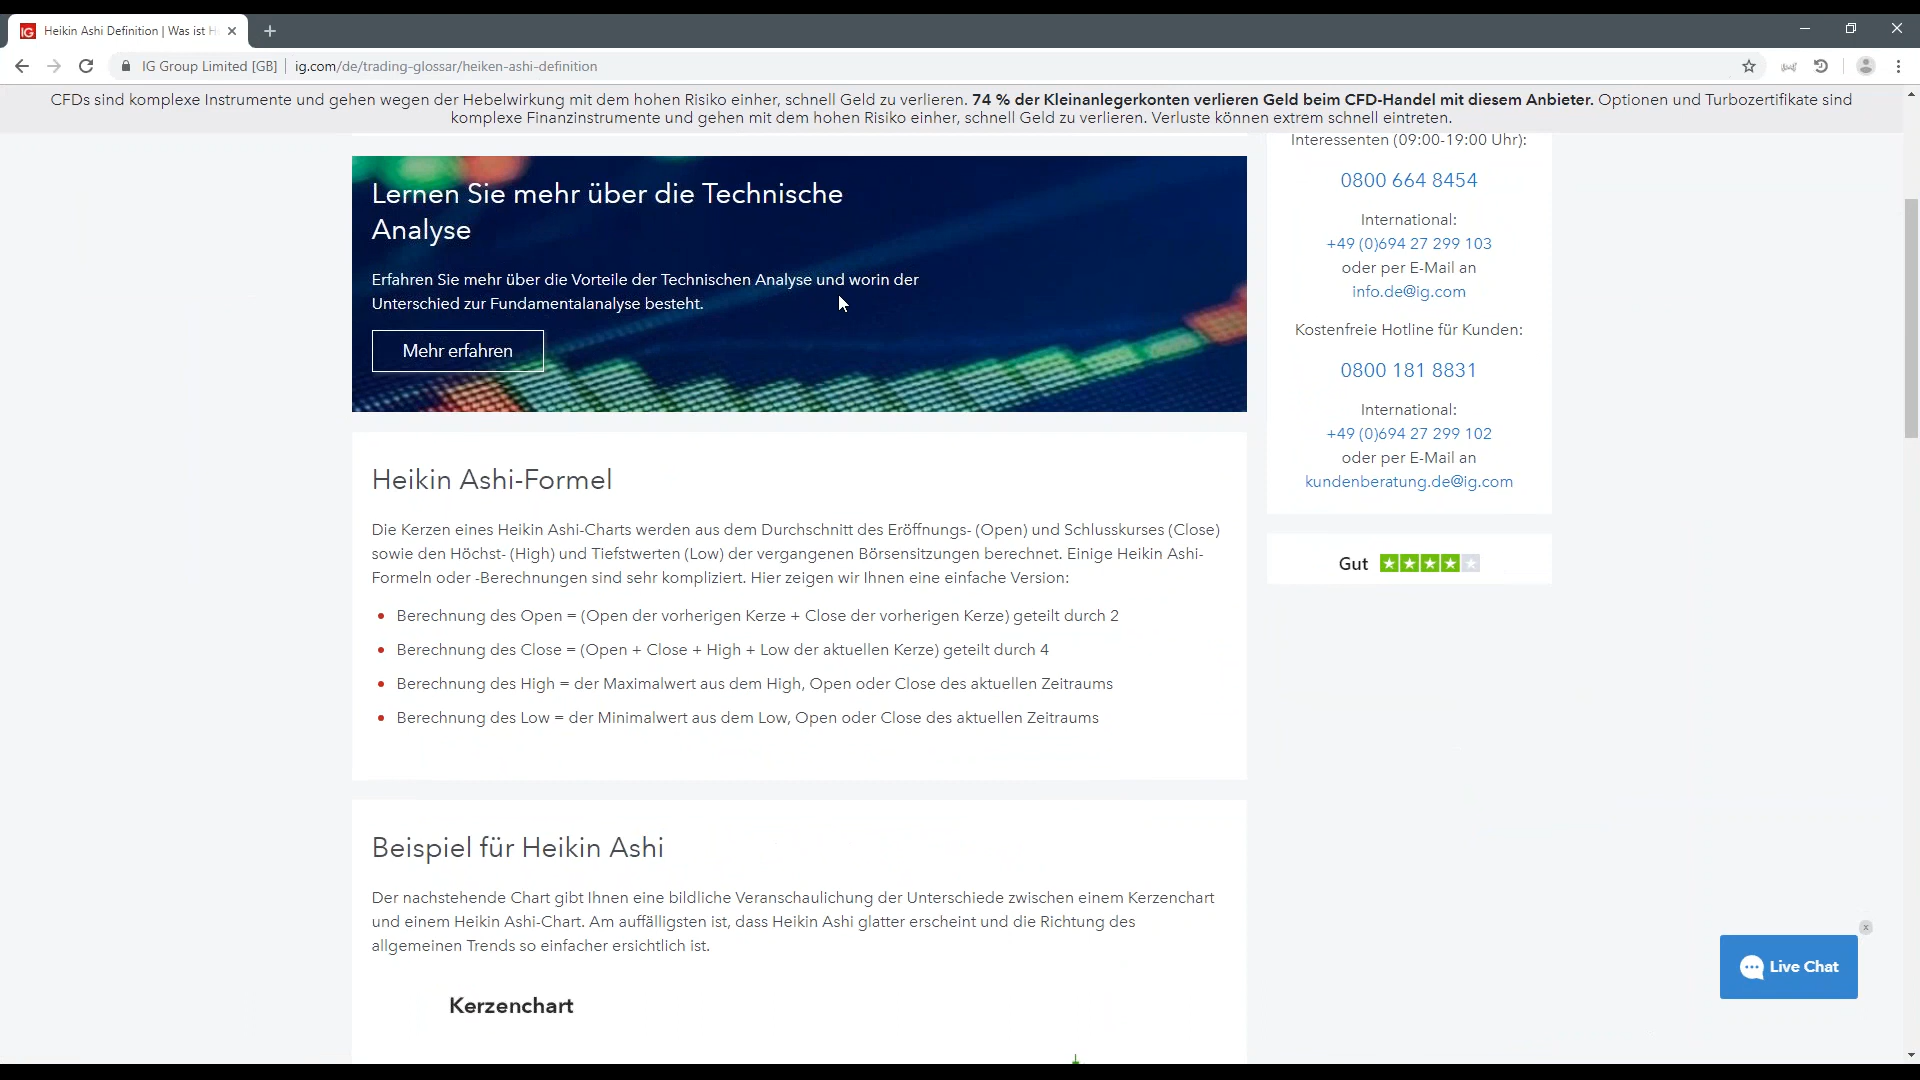 Heikin Ashi Definition | Was ist H
IG Group Limited [GB] | ig.com/de/trading-glossar/heiken-ashi-definition
CFDs sind komplexe Instrumente und gehen wegen der Hebelwirkung mit dem hohen Risiko einher, schnell Geld zu verlieren. 74 % der Kleinanlegerkonten verlieren Geld beim CFD-Handel mit diesem Anbieter. Optionen und Turbozertifikate sind
komplexe Finanzinstrumente und gehen mit dem hohen Risiko einher, schnell Geld zu verlieren. Verluste können extrem schnell eintreten.
Lernen Sie mehr über die Technische
Analyse
Erfahren Sie mehr über die Vorteile der Technischen Analyse und worin der
Unterschied zur Fundamentalanalyse besteht.
Mehr erfahren
Heikin Ashi-Formel
Die Kerzen eines Heikin Ashi-Charts werden aus dem Durchschnitt des Eröffnungs- (Open) und Schlusskurses (Close)
sowie den Höchst- (High) und Tiefstwerten (Low) der vergangenen Börsensitzungen berechnet. Einige Heikin Ashi-
Formeln oder -Berechnungen sind sehr kompliziert. Hier zeigen wir Ihnen eine einfache Version:
• Berechnung des Open = (Open der vorherigen Kerze + Close der vorherigen Kerze) geteilt durch 2
• Berechnung des Close = (Open + Close + High + Low der aktuellen Kerze) geteilt durch 4
• Berechnung des High = der Maximalwert aus dem High, Open oder Close des aktuellen Zeitraums
• Berechnung des Low = der Minimalwert aus dem Low, Open oder Close des aktuellen Zeitraums
Beispiel für Heikin Ashi
Der nachstehende Chart gibt Ihnen eine bildliche Veranschaulichung der Unterschiede zwischen einem Kerzenchart
und einem Heikin Ashi-Chart. Am auffälligsten ist, dass Heikin Ashi glatter erscheint und die Richtung des
allgemeinen Trends so einfacher ersichtlich ist.
Kerzenchart
Interessenten (09:00-19:00 Uhr):
0800 664 8454
International:
+49 (0)694 27 299 103
oder per E-Mail an
info.de@ig.com
Kostenfreie Hotline für Kunden:
0800 181 8831
International:
+49 (0)694 27 299 102
oder per E-Mail an
kundenberatung.de@ig.com
Gut
Live Chat